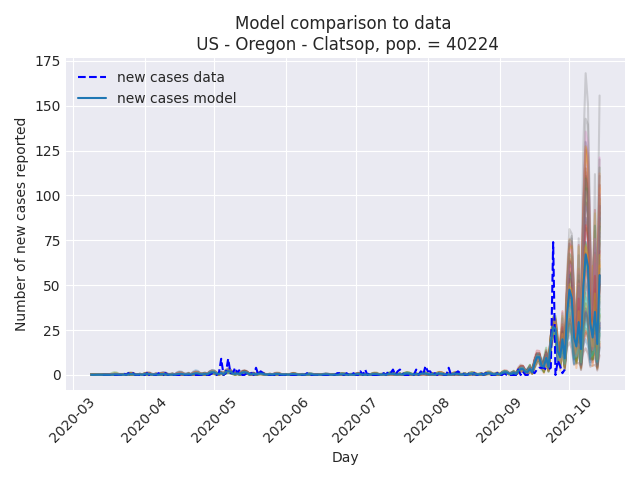 Model comparison to data
US - Oregon - Clatsop, pop. = 40224
new cases data
new cases model
Number of new cases reported
175
150
125
100
75
50
25
0
2020-03
2020-04
2020-05
2020-06
2020-07
2020-08
2020-09
2020-10
Day